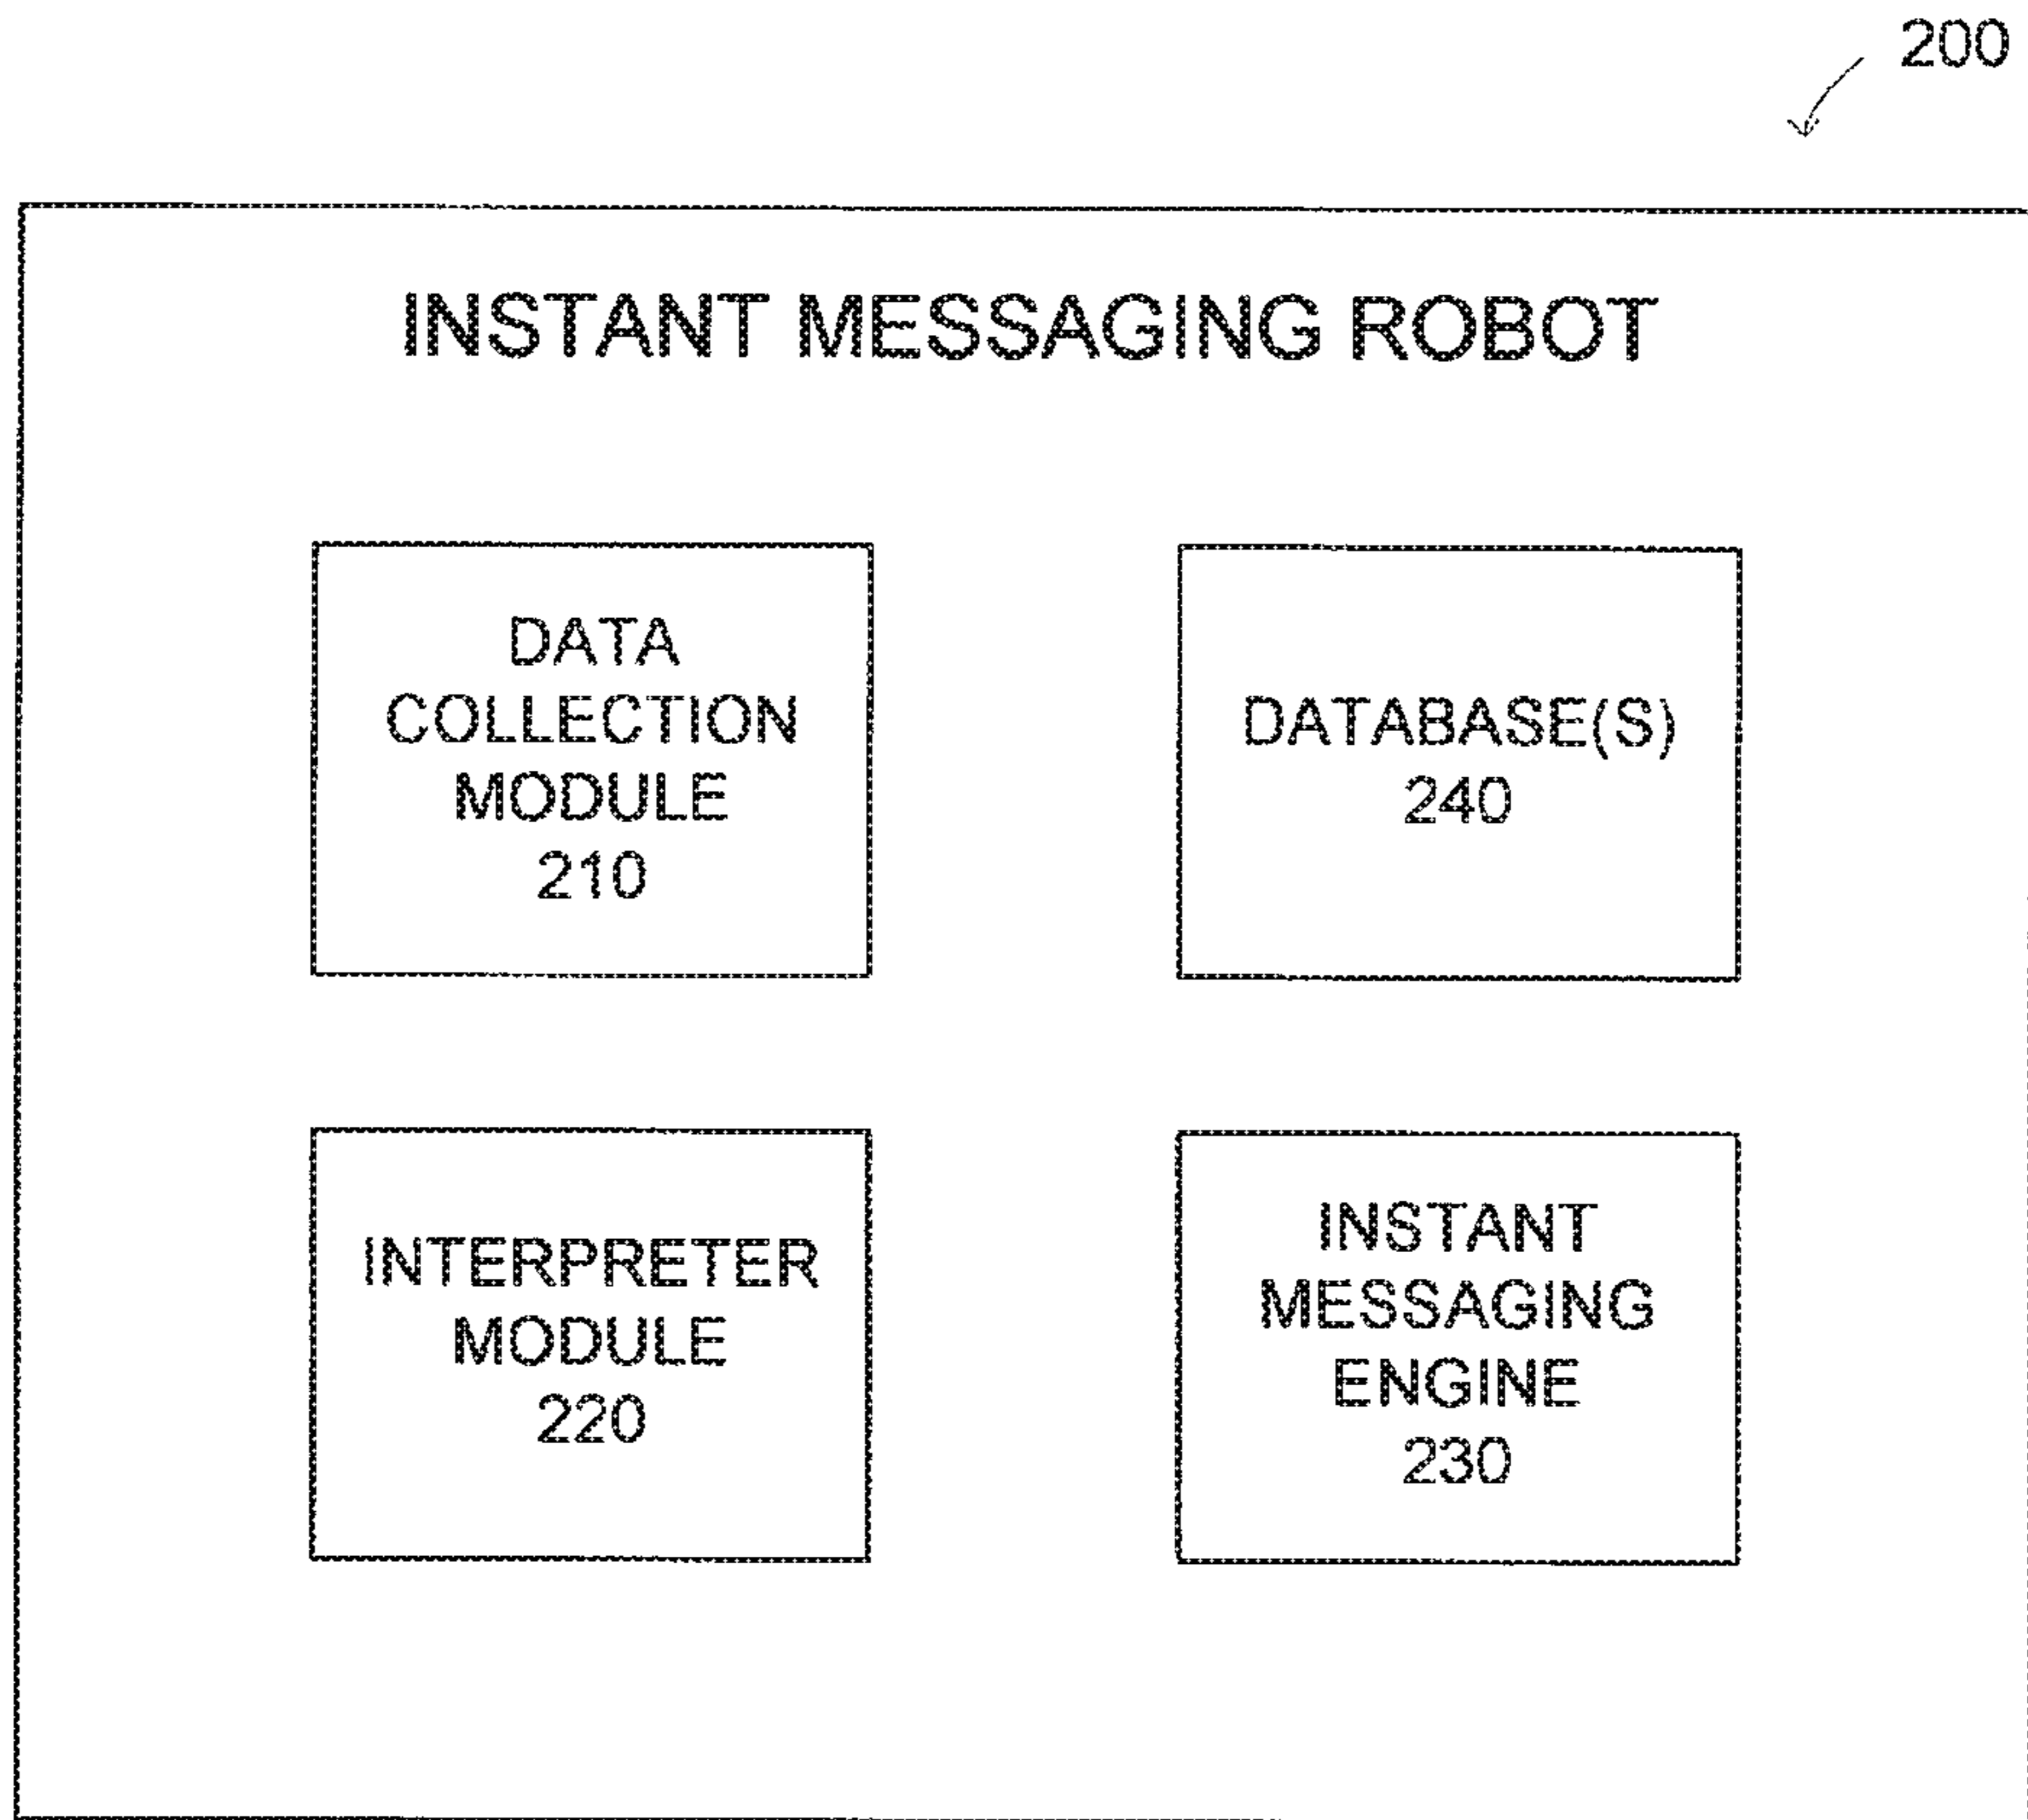 200
INSTANT MESSAGING ROBOT
DATA
COLLECTION
MODULE
210
DATABASE(S)
240
INTERPRETER
MODULE
220
INSTANT
MESSAGING
ENGINE
230